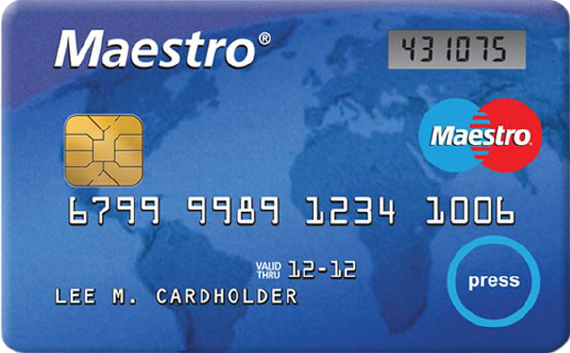 Maestro®
431075
Maestro
6799 9989 1234 1006
VALID
THRU 12-12
press
LEE M. CARDHOLDER